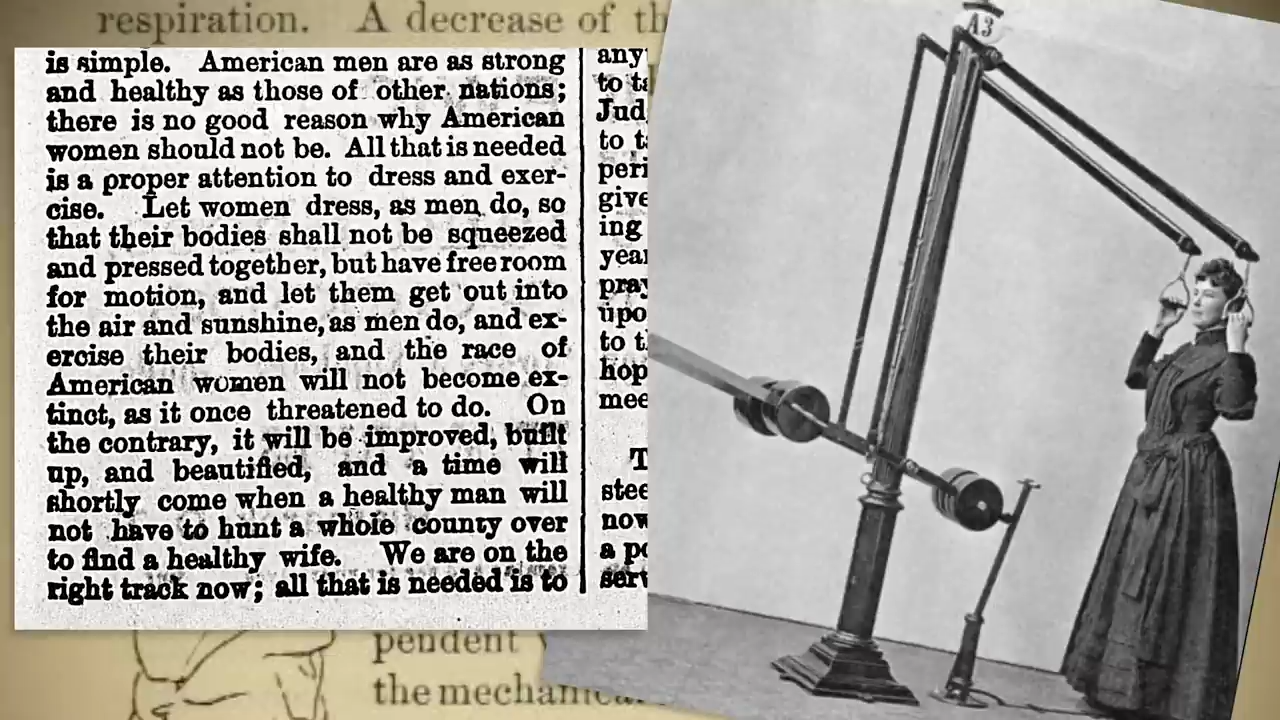 respiration. A decrease of th
is simple. American men are as strong
and healthy as those of other nations;
there is no good reason why American
women should not be. All that is needed
is a proper attention to dress and exer-
cise. Let women dress, as men do, so
that their bodies shall not be squeezed
and pressed together, but have free room
for motion, and let them get out into
the air and sunshine, as men do, and ex-
ercise their bodies, and the race of
American women will not become ex-
tinct, as it once threatened to do. On
the contrary, it will be improved, built
up, and beautified, and a time will
shortly come when a healthy man will
not have to hunt a whole county over
to find a healthy wife. We are on the
right track now; all that is needed is to
any
to ta
Jud
to t
peri
give
ing
year
pray
upo
to t
hop
mee
T
stee
now
a po
sert
A3
pendent
the mechanical